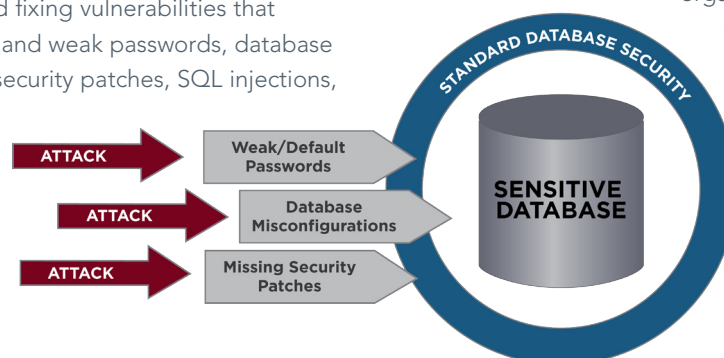 d fixing vulnerabilities that
and weak passwords, database
security patches, SQL injections,
STANDARD DATABASE SECURITY
ATTACK
Weak/Default
Passwords
ATTACK
Database
Misconfigurations
ATTACK
Missing Security
Patches
SENSITIVE
DATABASE